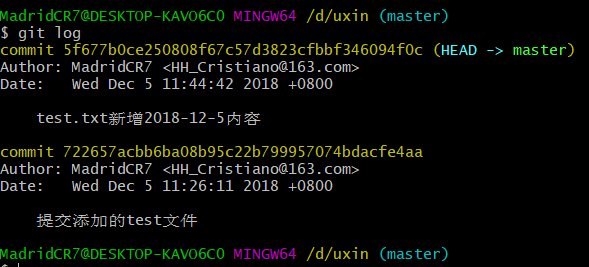 MadridCR7@DESKTOP-KAVO6C0 MINGW64 /d/uxin (master)
$ git log
commit 5f677b0ce250808f67c57d3823cfbbf346094f0c (HEAD -> master)
Author: MadridCR7 <HH_Cristiano@163.com>
Date:   Wed Dec 5 11:44:42 2018 +0800
test.txt新增2018-12-5内容
commit 722657acbb6ba08b95c22b799957074bdacfe4aa
Author: MadridCR7 <HH_Cristiano@163.com>
Date:   Wed Dec 5 11:26:11 2018 +0800
提交添加的test文件
MadridCR7@DESKTOP-KAVO6C0 MINGW64 /d/uxin (master)
$